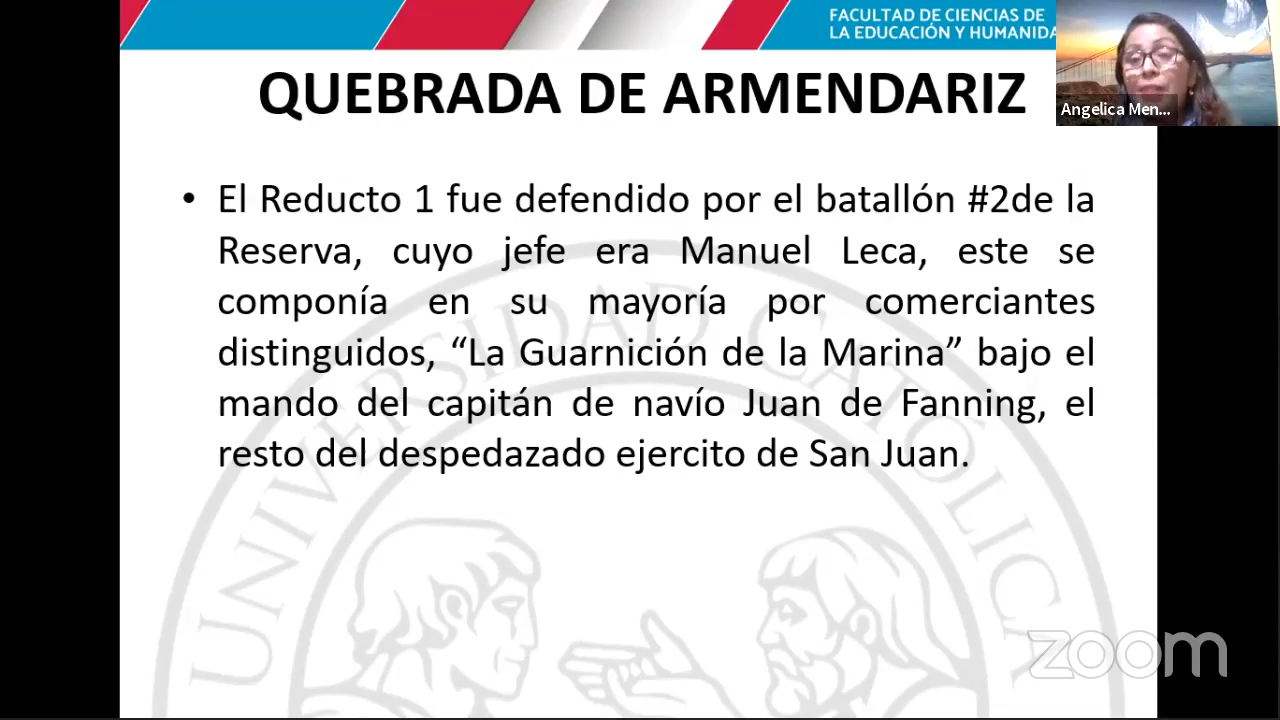 FACULTAD DE CIENCIAS DE
LA EDUCACIÓN Y HUMANIDA
QUEBRADA DE ARMENDARIZ
Angelica Men...
• El Reducto 1 fue defendido por el batallón #2de la
Reserva, cuyo jefe era Manuel Leca, este se
componía en su mayoría por comerciantes
distinguidos, “La Guarnición de la Marina” bajo el
mando del capitán de navío Juan de Fanning, el
resto del despedazado ejercito de San Juan.
UNIVERSIDAD CATOLICA
zoom